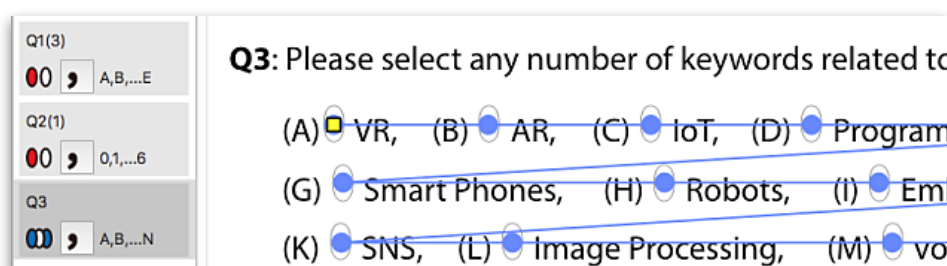 Q1(3)
, A,B,...E
Q2(1)
, 0,1,...6
Q3
, A,B,...N
Q3: Please select any number of keywords related to
(A) VR, (B) AR, (C) IoT, (D) Program
(G) Smart Phones, (H) Robots, (I) Em
(K) SNS, (L) Image Processing, (M) vo